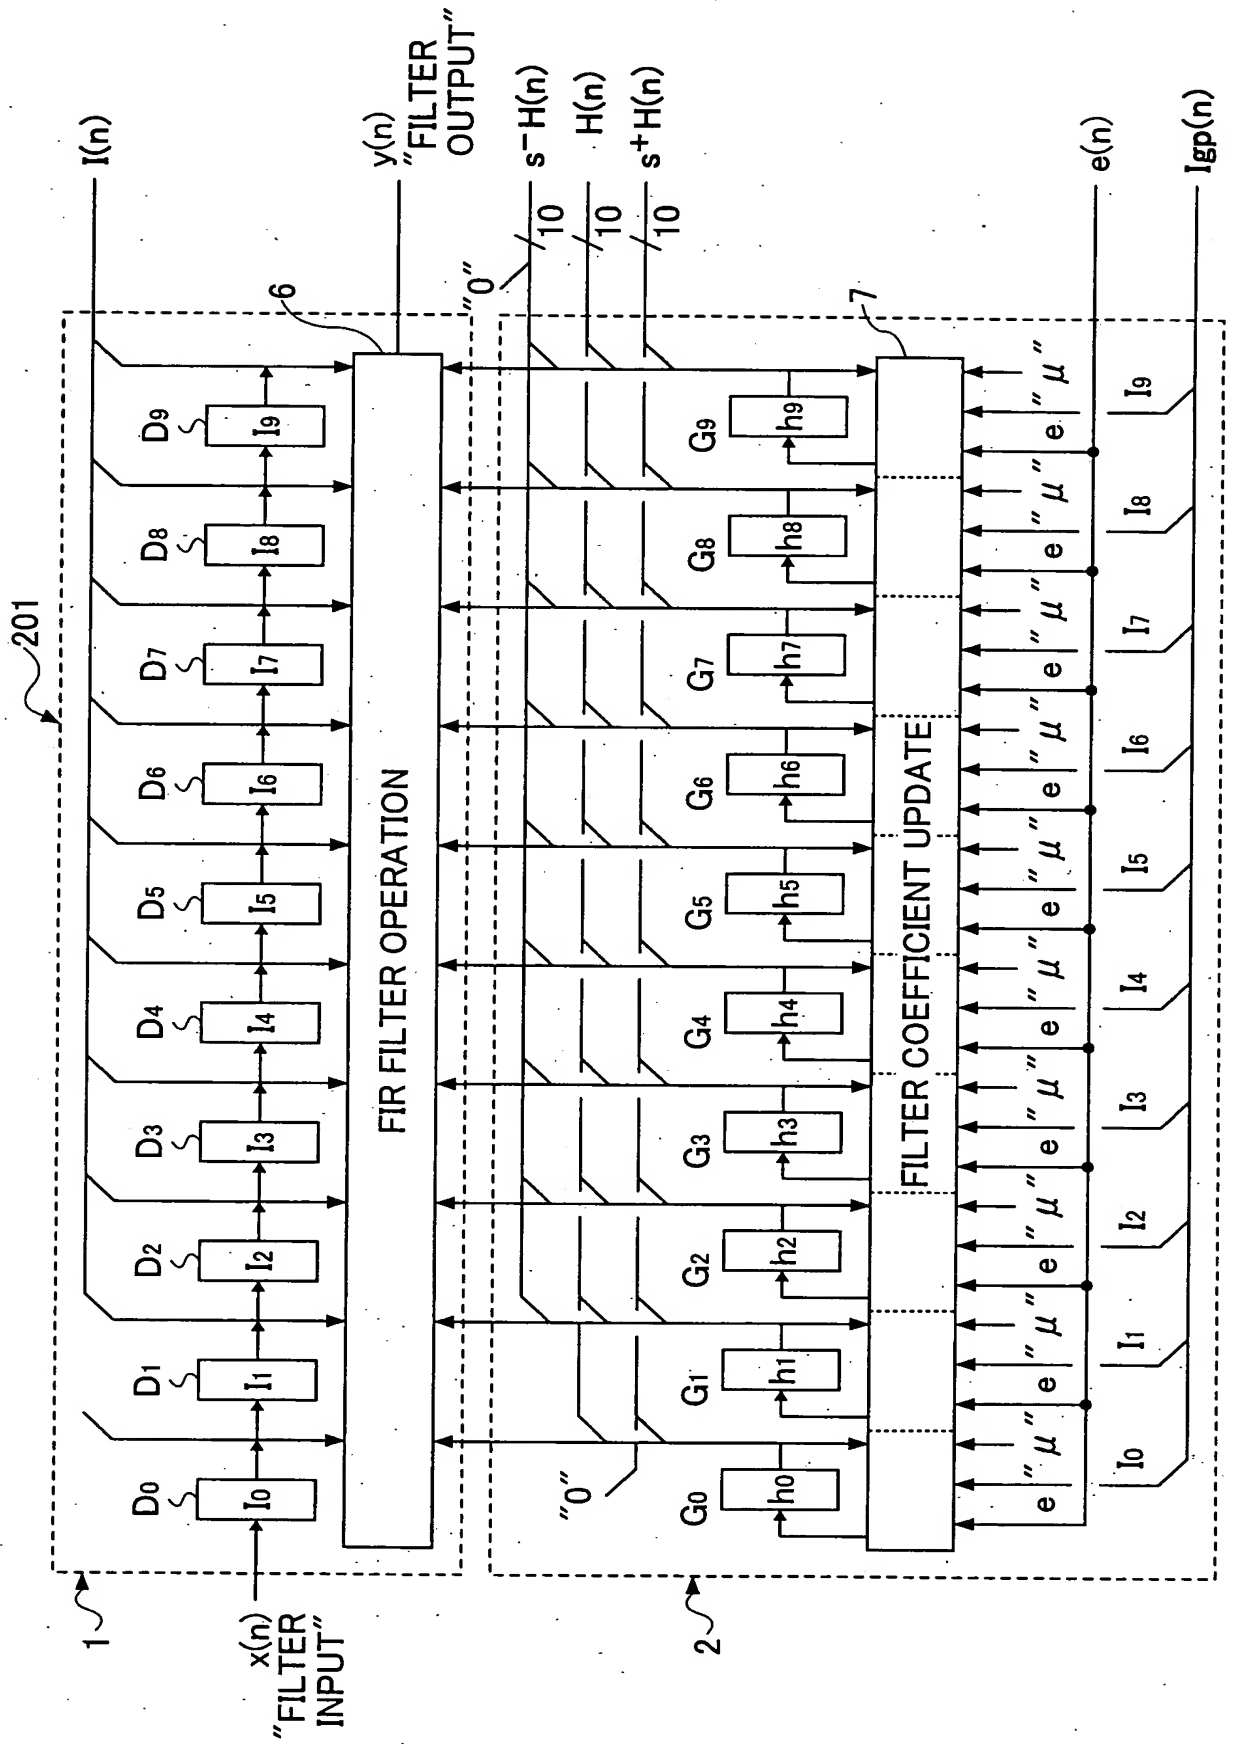 201
1
I(n)
D0 D1 D2 D3 D4 D5 D6 D7 D8 D9
I0 I1 I2 I3 I4 I5 I6 I7 I8 I9
x(n)
"FILTER
INPUT"
6
FIR FILTER OPERATION
y(n)
"FILTER
OUTPUT"
"0"
10
s-H(n)
10
H(n)
"0"
10
s+H(n)
2
G0 G1 G2 G3 G4 G5 G6 G7 G8 G9
h0 h1 h2 h3 h4 h5 h6 h7 h8 h9
7
FILTER COEFFICIENT UPDATE
e "μ" e "μ" e "μ" e "μ" e "μ" e "μ" e "μ" e "μ" e "μ" e "μ"
e(n)
I0 I1 I2 I3 I4 I5 I6 I7 I8 I9
Igp(n)